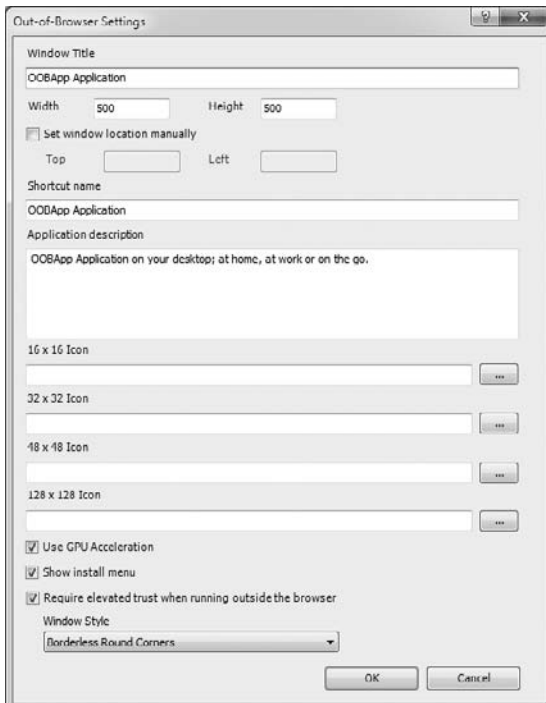 Out-of-Browser Settings
Window Title
OOBApp Application
Width 500 Height 500
Set window location manually
Top Left
Shortcut name
OOBApp Application
Application description
OOBApp Application on your desktop; at home, at work or on the go.
16 x 16 Icon
...
32 x 32 Icon
...
48 x 48 Icon
...
128 x 128 Icon
...
Use GPU Acceleration
Show install menu
Require elevated trust when running outside the browser
Window Style
Borderless Round Corners
OK Cancel